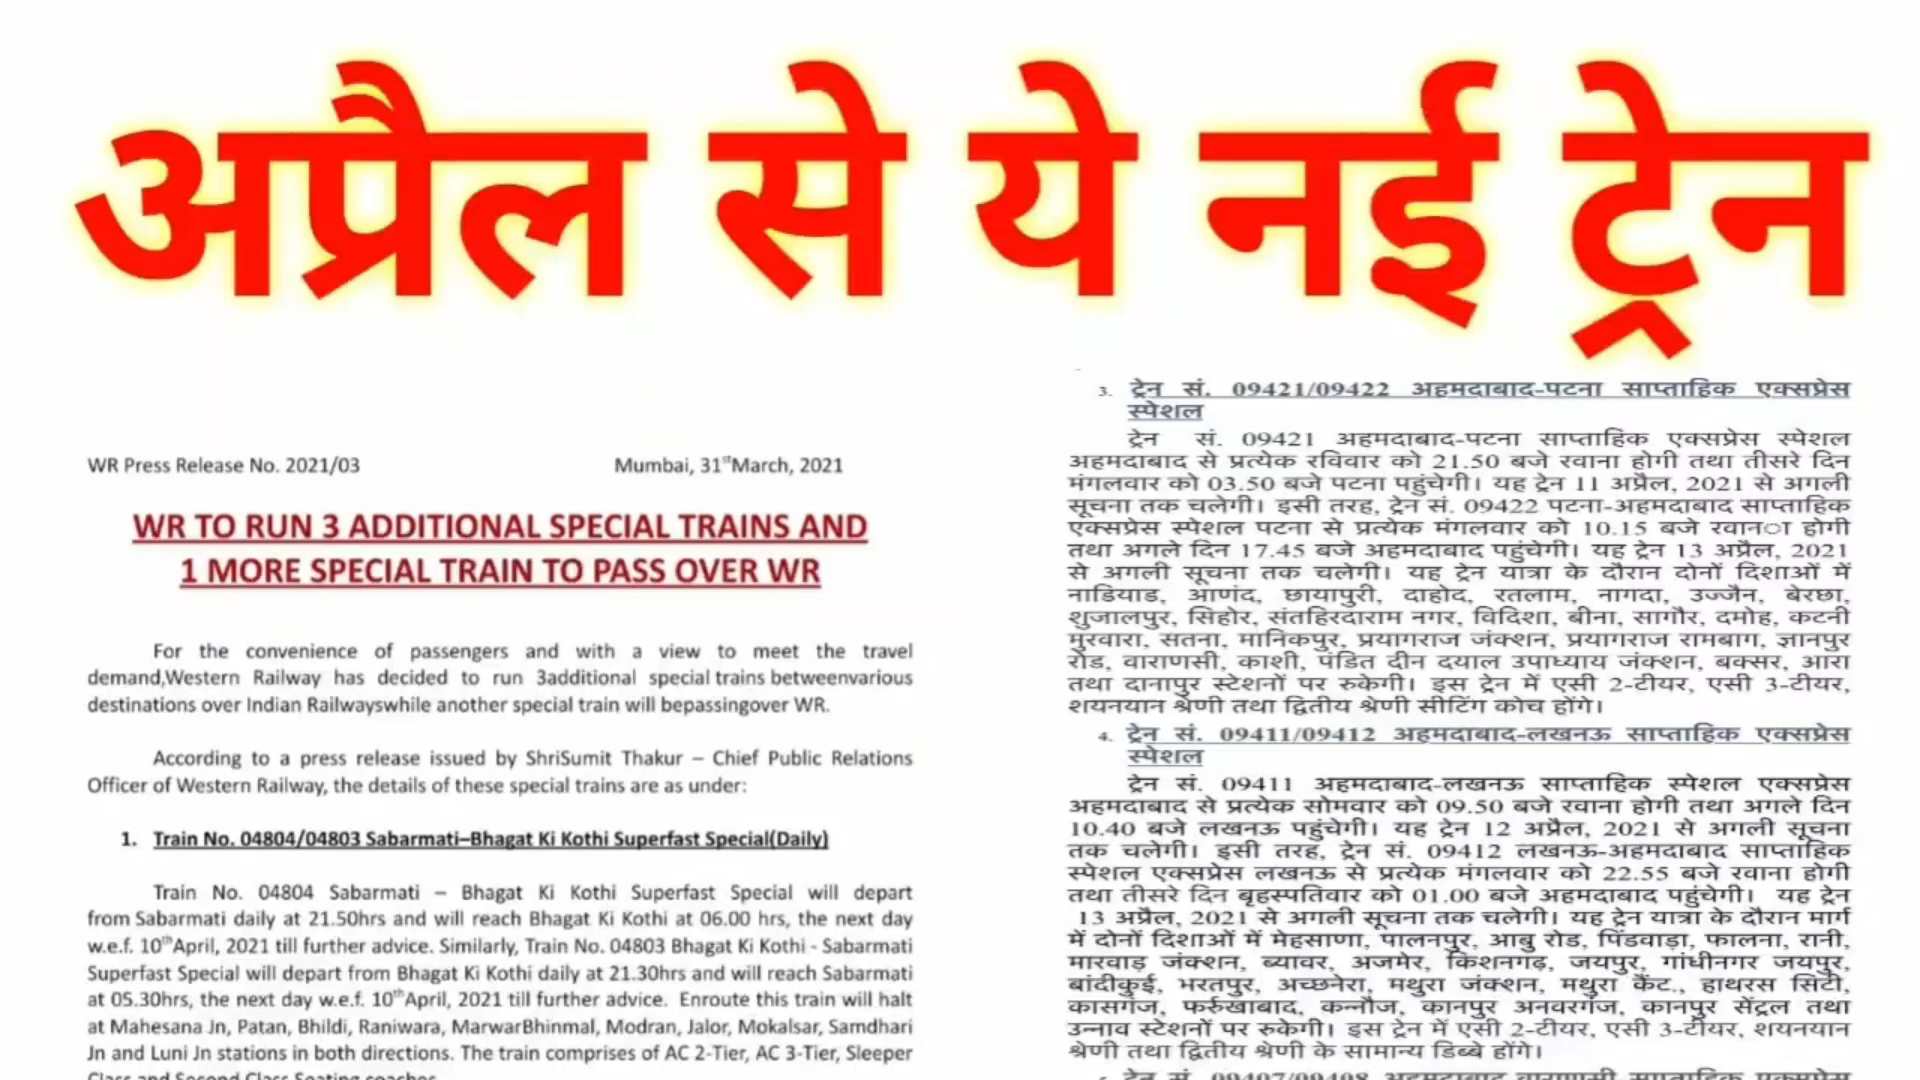 अप्रैल से ये नई ट्रेन
WR Press Release No. 2021/03 Mumbai, 31stMarch, 2021
WR TO RUN 3 ADDITIONAL SPECIAL TRAINS AND
1 MORE SPECIAL TRAIN TO PASS OVER WR
For the convenience of passengers and with a view to meet the travel
demand,Western Railway has decided to run 3additional special trains betweenvarious
destinations over Indian Railwayswhile another special train will bepassingover WR.
According to a press release issued by ShriSumit Thakur – Chief Public Relations
Officer of Western Railway, the details of these special trains are as under:
1. Train No. 04804/04803 Sabarmati–Bhagat Ki Kothi Superfast Special(Daily)
Train No. 04804 Sabarmati – Bhagat Ki Kothi Superfast Special will depart
from Sabarmati daily at 21.50hrs and will reach Bhagat Ki Kothi at 06.00 hrs, the next day
w.e.f. 10thApril, 2021 till further advice. Similarly, Train No. 04803 Bhagat Ki Kothi - Sabarmati
Superfast Special will depart from Bhagat Ki Kothi daily at 21.30hrs and will reach Sabarmati
at 05.30hrs, the next day w.e.f. 10thApril, 2021 till further advice. Enroute this train will halt
at Mahesana Jn, Patan, Bhildi, Raniwara, MarwarBhinmal, Modran, Jalor, Mokalsar, Samdhari
Jn and Luni Jn stations in both directions. The train comprises of AC 2-Tier, AC 3-Tier, Sleeper
Class and Second Class Seating coaches
3. ट्रेन सं. 09421/09422 अहमदाबाद-पटना साप्ताहिक एक्सप्रेस
स्पेशल
ट्रेन सं. 09421 अहमदाबाद-पटना साप्ताहिक एक्सप्रेस स्पेशल
अहमदाबाद से प्रत्येक रविवार को 21.50 बजे रवाना होगी तथा तीसरे दिन
मंगलवार को 03.50 बजे पटना पहुंचेगी। यह ट्रेन 11 अप्रैल, 2021 से अगली
सूचना तक चलेगी। इसी तरह, ट्रेन सं. 09422 पटना-अहमदाबाद साप्ताहिक
एक्सप्रेस स्पेशल पटना से प्रत्येक मंगलवार को 10.15 बजे रवान◌ा होगी
तथा अगले दिन 17.45 बजे अहमदाबाद पहुंचेगी। यह ट्रेन 13 अप्रैल, 2021
से अगली सूचना तक चलेगी। यह ट्रेन यात्रा के दौरान दोनों दिशाओं में
नाडियाड, आणंद, छायापुरी, दाहोद, रतलाम, नागदा, उज्जैन, बेरछा,
शुजालपुर, सिहोर, संतहिरदाराम नगर, विदिशा, बीना, सागौर, दमोह, कटनी
मुरवारा, सतना, मानिकपुर, प्रयागराज जंक्शन, प्रयागराज रामबाग, ज्ञानपुर
रोड, वाराणसी, काशी, पंडित दीन दयाल उपाध्याय जंक्शन, बक्सर, आरा
तथा दानापुर स्टेशनों पर रुकेगी। इस ट्रेन में एसी 2-टीयर, एसी 3-टीयर,
शयनयान श्रेणी तथा द्वितीय श्रेणी सीटिंग कोच होंगे।
4. ट्रेन सं. 09411/09412 अहमदाबाद-लखनऊ साप्ताहिक एक्सप्रेस
स्पेशल
ट्रेन सं. 09411 अहमदाबाद-लखनऊ साप्ताहिक स्पेशल एक्सप्रेस
अहमदाबाद से प्रत्येक सोमवार को 09.50 बजे रवाना होगी तथा अगले दिन
10.40 बजे लखनऊ पहुंचेगी। यह ट्रेन 12 अप्रैल, 2021 से अगली सूचना
तक चलेगी। इसी तरह, ट्रेन सं. 09412 लखनऊ-अहमदाबाद साप्ताहिक
स्पेशल एक्सप्रेस लखनऊ से प्रत्येक मंगलवार को 22.55 बजे रवाना होगी
तथा तीसरे दिन बृहस्पतिवार को 01.00 बजे अहमदाबाद पहुंचेगी। यह ट्रेन
13 अप्रैल, 2021 से अगली सूचना तक चलेगी। यह ट्रेन यात्रा के दौरान मार्ग
में दोनों दिशाओं में मेहसाणा, पालनपुर, आबु रोड, पिंडवाड़ा, फालना, रानी,
मारवाड़ जंक्शन, ब्यावर, अजमेर, किशनगढ़, जयपुर, गांधीनगर जयपुर,
बांदीकुई, भरतपुर, अच्छनेरा, मथुरा जंक्शन, मथुरा कैंट., हाथरस सिटी,
कासगंज, फर्रुखाबाद, कन्नौज, कानपुर अनवरगंज, कानपुर सेंट्रल तथा
उन्नाव स्टेशनों पर रुकेगी। इस ट्रेन में एसी 2-टीयर, एसी 3-टीयर, शयनयान
श्रेणी तथा द्वितीय श्रेणी के सामान्य डिब्बे होंगे।
ट्रेन सं. 09407/09408 अहमदाबाद वाराणसी साप्ताहिक एक्सप्रेस